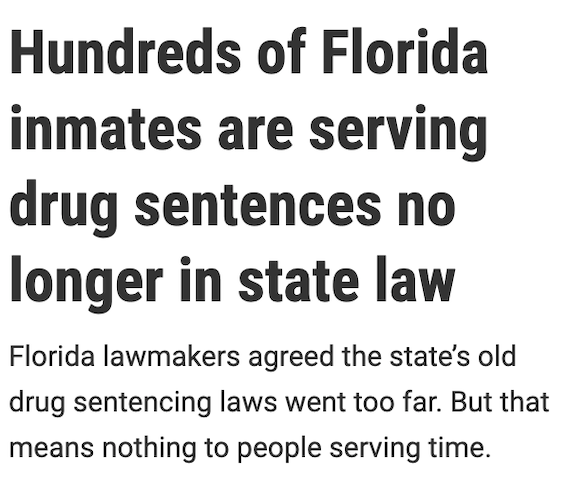 Hundreds of Florida
inmates are serving
drug sentences no
longer in state law
Florida lawmakers agreed the state’s old
drug sentencing laws went too far. But that
means nothing to people serving time.